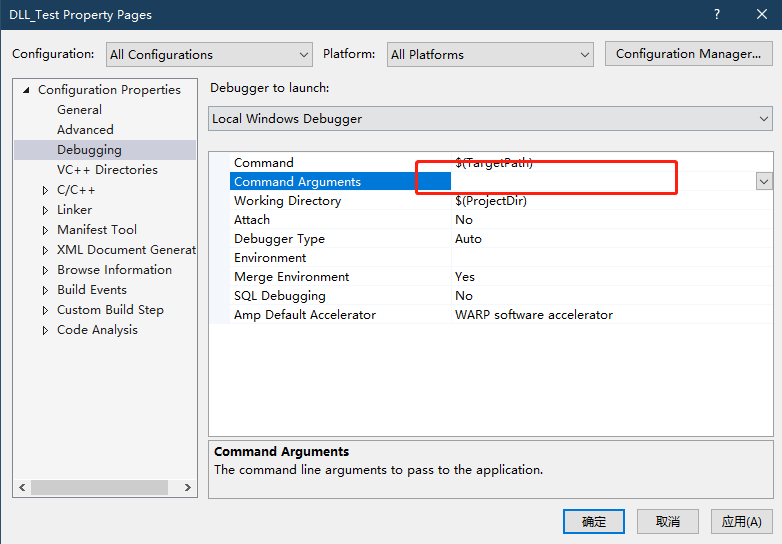 DLL_Test Property Pages
Configuration: All Configurations Platform: All Platforms Configuration Manager...
Configuration Properties
General
Advanced
Debugging
VC++ Directories
C/C++
Linker
Manifest Tool
XML Document Generat
Browse Information
Build Events
Custom Build Step
Code Analysis
Debugger to launch:
Local Windows Debugger
Command $(TargetPath)
Command Arguments
Working Directory $(ProjectDir)
Attach No
Debugger Type Auto
Environment
Merge Environment Yes
SQL Debugging No
Amp Default Accelerator WARP software accelerator
Command Arguments
The command line arguments to pass to the application.
确定 取消 应用(A)